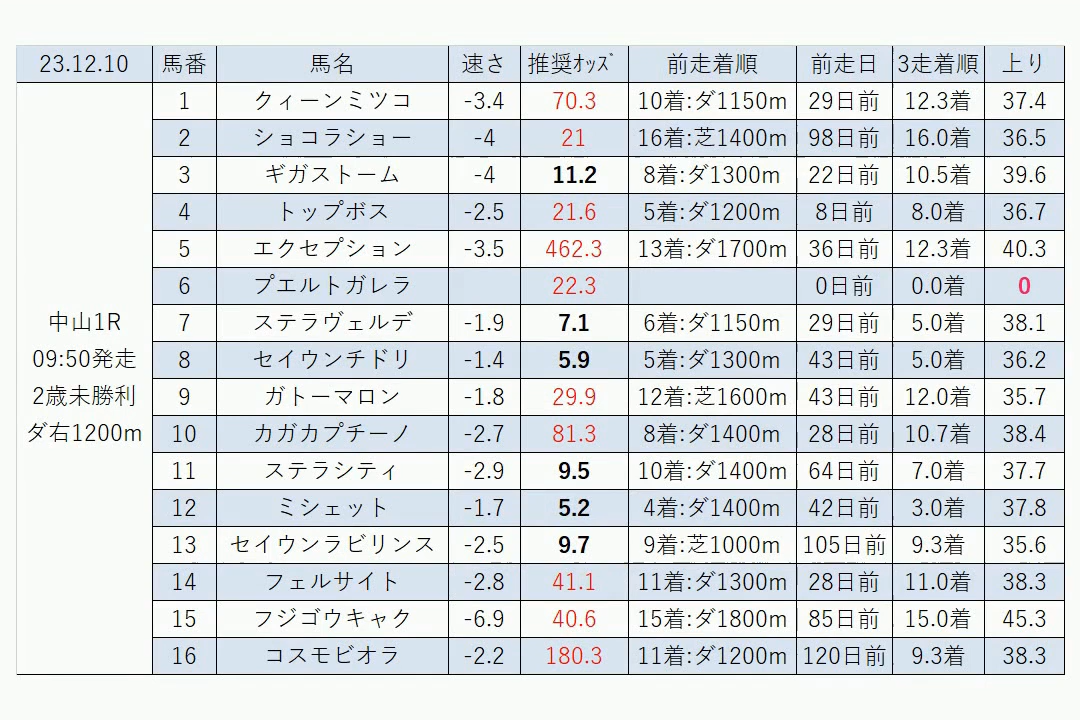 23.12.10 馬番 馬名 速さ 推奨ｵｯｽﾞ 前走着順 前走日 3走着順 上り
1 クィーンミツコ -3.4 70.3 10着:ダ1150m 29日前 12.3着 37.4
2 ショコラショー -4 21 16着:芝1400m 98日前 16.0着 36.5
3 ギガストーム -4 11.2 8着:ダ1300m 22日前 10.5着 39.6
4 トップボス -2.5 21.6 5着:ダ1200m 8日前 8.0着 36.7
5 エクセプション -3.5 462.3 13着:ダ1700m 36日前 12.3着 40.3
6 プエルトガレラ 22.3 0日前 0.0着 0
中山1R 7 ステラヴェルデ -1.9 7.1 6着:ダ1150m 29日前 5.0着 38.1
09:50発走 8 セイウンチドリ -1.4 5.9 5着:ダ1300m 43日前 5.0着 36.2
2歳未勝利 9 ガトーマロン -1.8 29.9 12着:芝1600m 43日前 12.0着 35.7
ダ右1200m 10 カガカプチーノ -2.7 81.3 8着:ダ1400m 28日前 10.7着 38.4
11 ステラシティ -2.9 9.5 10着:ダ1400m 64日前 7.0着 37.7
12 ミシェット -1.7 5.2 4着:ダ1400m 42日前 3.0着 37.8
13 セイウンラビリンス -2.5 9.7 9着:芝1000m 105日前 9.3着 35.6
14 フェルサイト -2.8 41.1 11着:ダ1300m 28日前 11.0着 38.3
15 フジゴウキャク -6.9 40.6 15着:ダ1800m 85日前 15.0着 45.3
16 コスモビオラ -2.2 180.3 11着:ダ1200m 120日前 9.3着 38.3